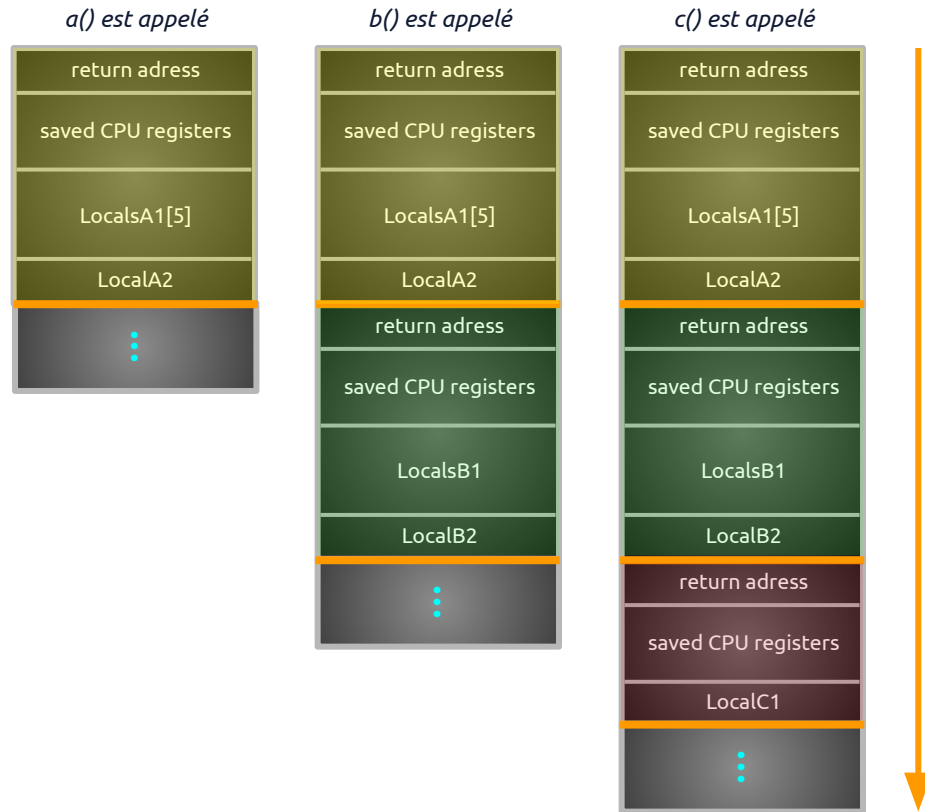 a() est appelé
return adress
saved CPU registers
LocalsA1[5]
LocalA2
b() est appelé
return adress
saved CPU registers
LocalsA1[5]
LocalA2
return adress
saved CPU registers
LocalsB1
LocalB2
c() est appelé
return adress
saved CPU registers
LocalsA1[5]
LocalA2
return adress
saved CPU registers
LocalsB1
LocalB2
return adress
saved CPU registers
LocalC1